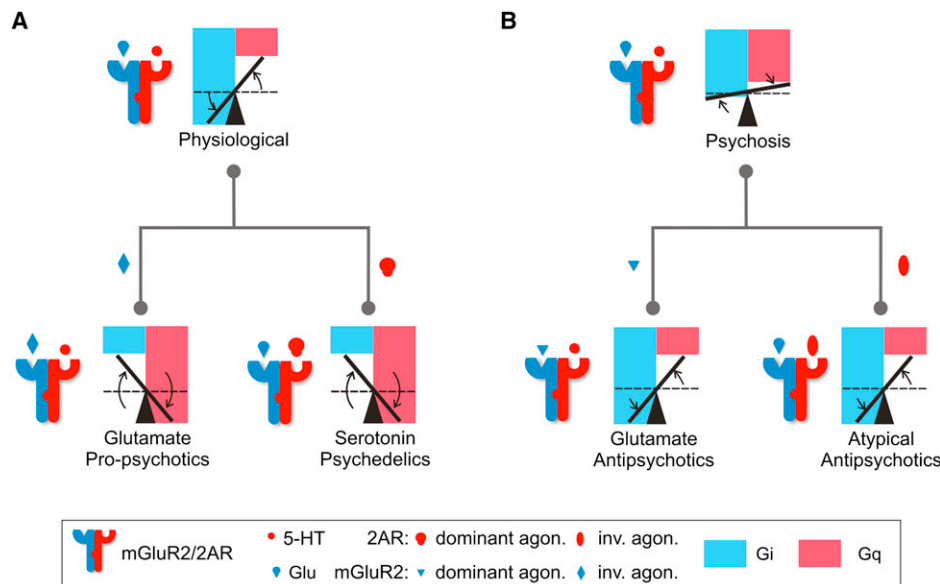 A
B
Physiological
Psychosis
Glutamate
Pro-psychotics
Serotonin
Psychedelics
Glutamate
Antipsychotics
Atypical
Antipsychotics
mGluR2/2AR
5-HT 2AR: dominant agon. inv. agon.
Glu mGluR2: dominant agon. inv. agon.
Gi Gq